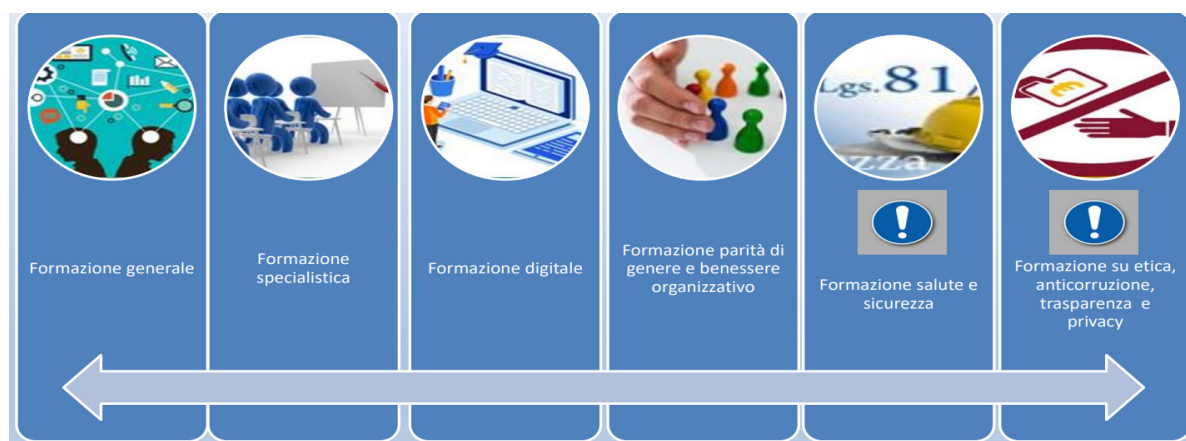 Formazione generale
Formazione
specialistica
Formazione digitale
Formazione parità di
genere e benessere
organizzativo
Lgs. 81
zza
Formazione salute e
sicurezza
Formazione su etica,
anticorruzione,
trasparenza e
privacy